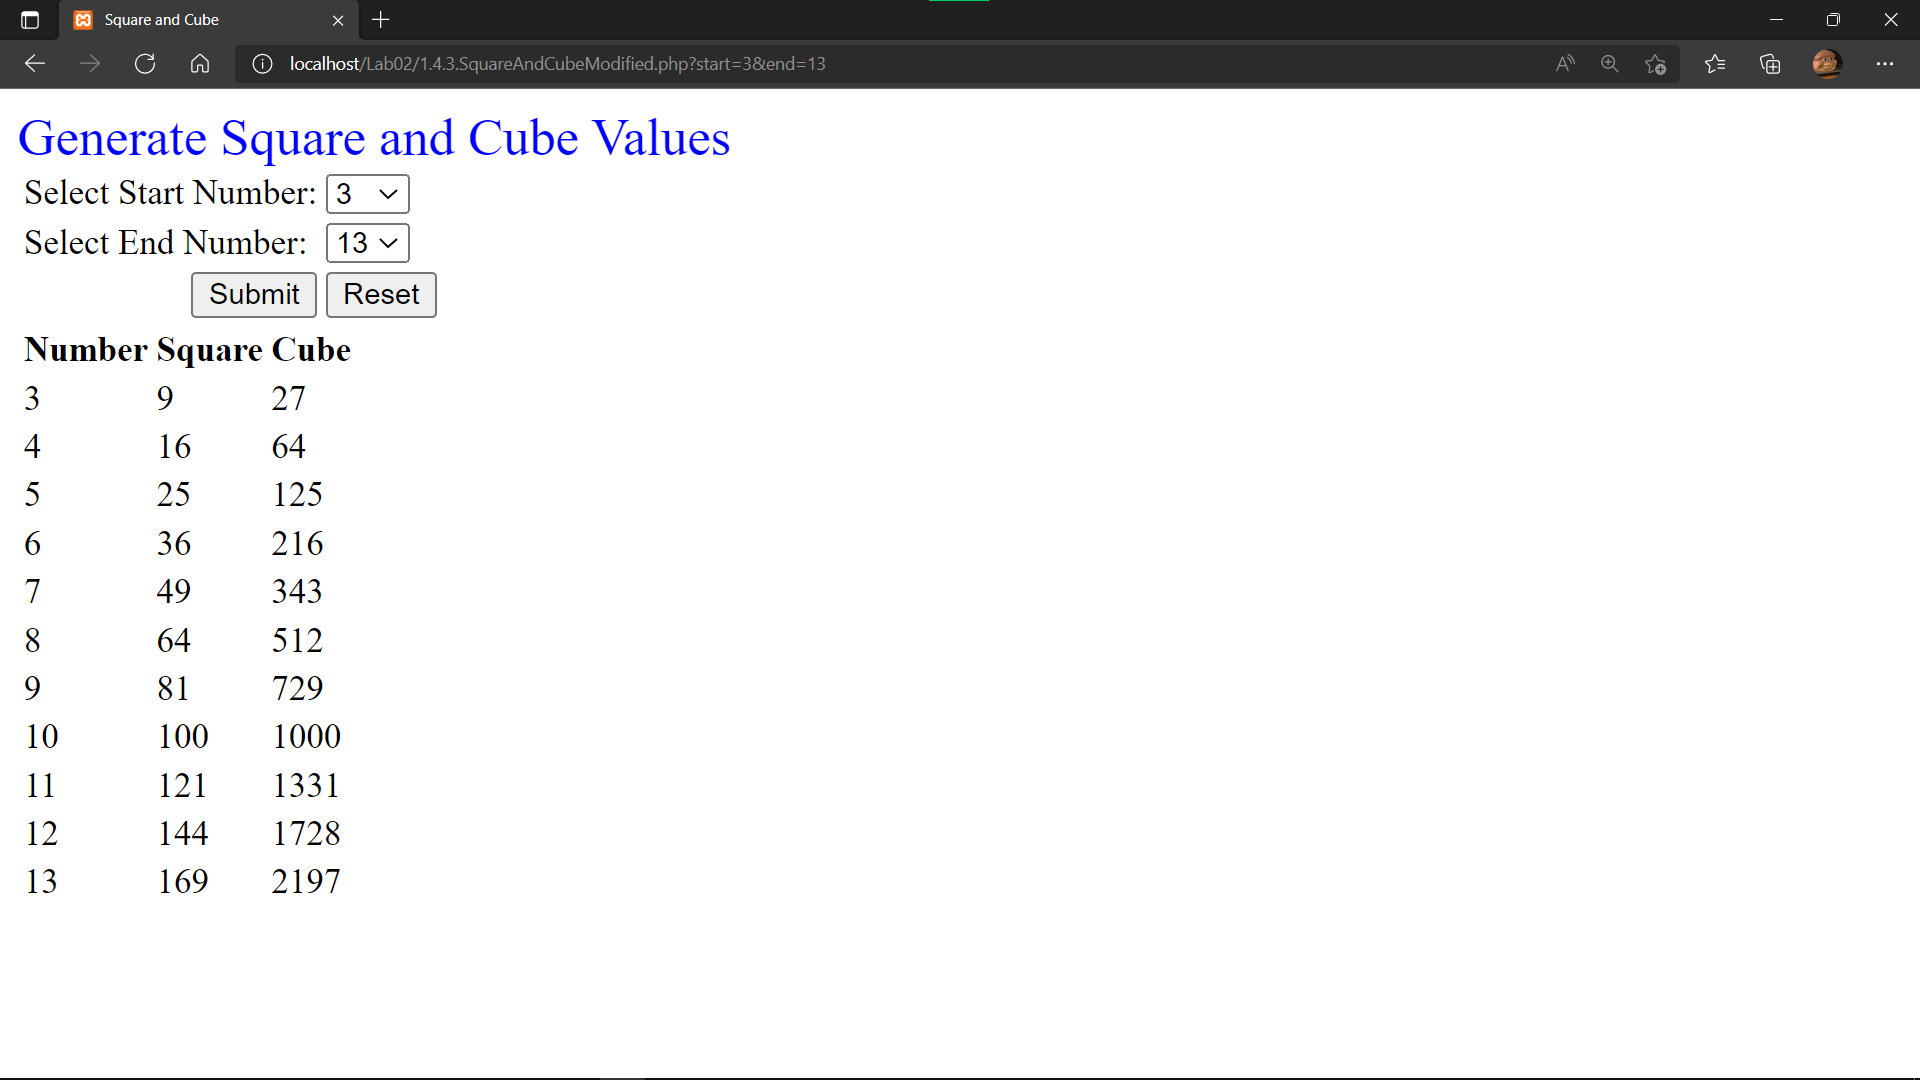 Square and Cube
localhost/Lab02/1.4.3.SquareAndCubeModified.php?start=3&end=13
Generate Square and Cube Values
Select Start Number: 3
Select End Number: 13
Submit Reset
Number Square Cube
3 9 27
4 16 64
5 25 125
6 36 216
7 49 343
8 64 512
9 81 729
10 100 1000
11 121 1331
12 144 1728
13 169 2197